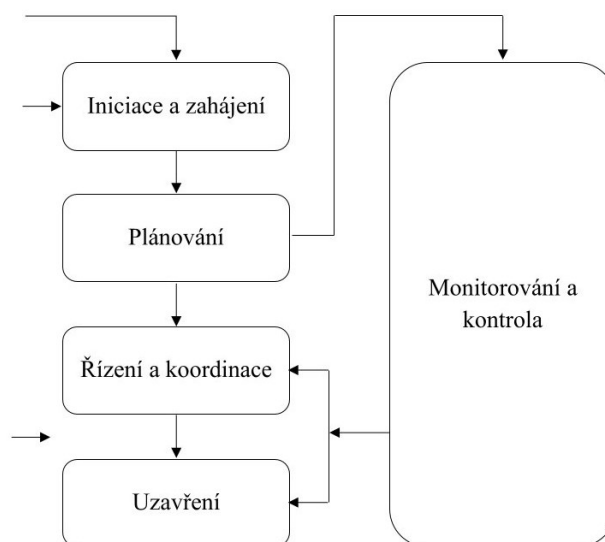 Iniciace a zahájení
Plánování
Monitorování a
kontrola
Řízení a koordinace
Uzavření